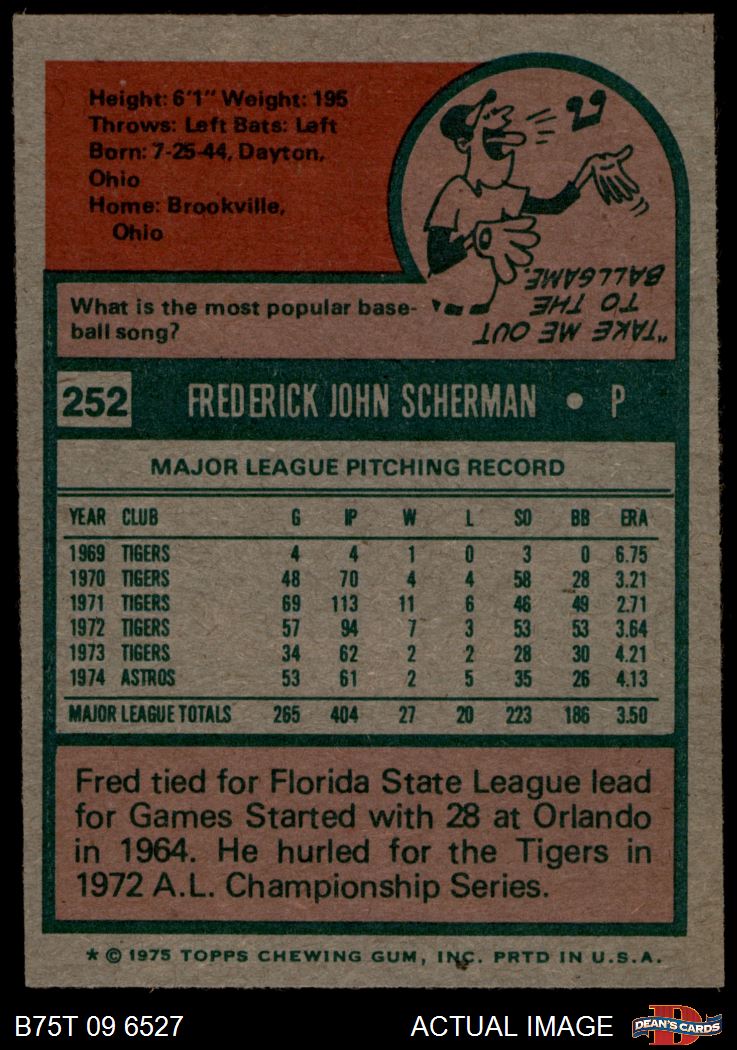 Height: 6'1" Weight: 195
Throws: Left Bats: Left
Born: 7-25-44, Dayton,
Ohio
Home: Brookville,
Ohio
What is the most popular base-
ball song?
"TAKE ME OUT
TO THE
BALLGAME.
252 FREDERICK JOHN SCHERMAN • P
MAJOR LEAGUE PITCHING RECORD
YEAR CLUB G IP W L SO BB ERA
1969 TIGERS 4 4 1 0 3 0 6.75
1970 TIGERS 48 70 4 4 58 28 3.21
1971 TIGERS 69 113 11 6 46 49 2.71
1972 TIGERS 57 94 7 3 53 53 3.64
1973 TIGERS 34 62 2 2 28 30 4.21
1974 ASTROS 53 61 2 5 35 26 4.13
MAJOR LEAGUE TOTALS 265 404 27 20 223 186 3.50
Fred tied for Florida State League lead
for Games Started with 28 at Orlando
in 1964. He hurled for the Tigers in
1972 A.L. Championship Series.
* © 1975 TOPPS CHEWING GUM, INC. PRTD IN U.S.A.
B75T 09 6527 ACTUAL IMAGE DEAN'S CARDS